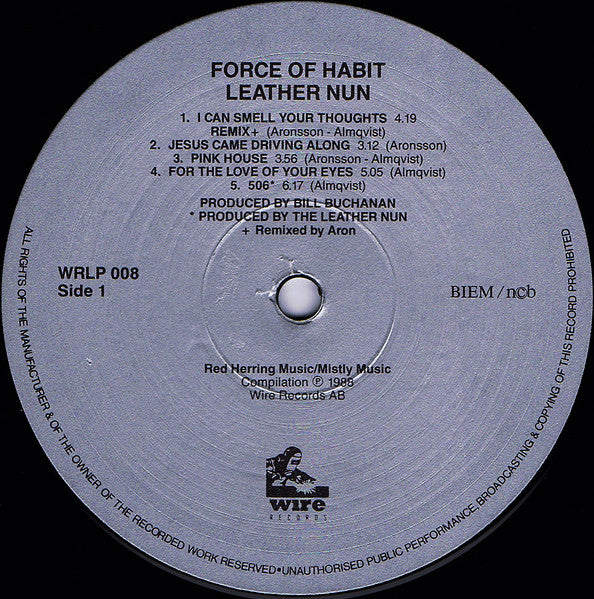 FORCE OF HABIT
LEATHER NUN
1. I CAN SMELL YOUR THOUGHTS 4.19
REMIX+ (Aronsson - Almqvist)
2. JESUS CAME DRIVING ALONG 3.12 (Aronsson)
3. PINK HOUSE 3.56 (Aronsson - Almqvist)
4. FOR THE LOVE OF YOUR EYES 5.05 (Almqvist)
5. 506* 6.17 (Almqvist)
PRODUCED BY BILL BUCHANAN
* PRODUCED BY THE LEATHER NUN
+ Remixed by Aron
WRLP 008
Side 1
BIEM/ncb
Red Herring Music/Mistly Music
Compilation ℗ 1988
Wire Records AB
wire
RECORDS
ALL RIGHTS OF THE MANUFACTURER & OF THE OWNER OF THE RECORDED WORK RESERVED•UNAUTHORISED PUBLIC PERFORMANCE, BROADCASTING & COPYING OF THIS RECORD PROHIBITED